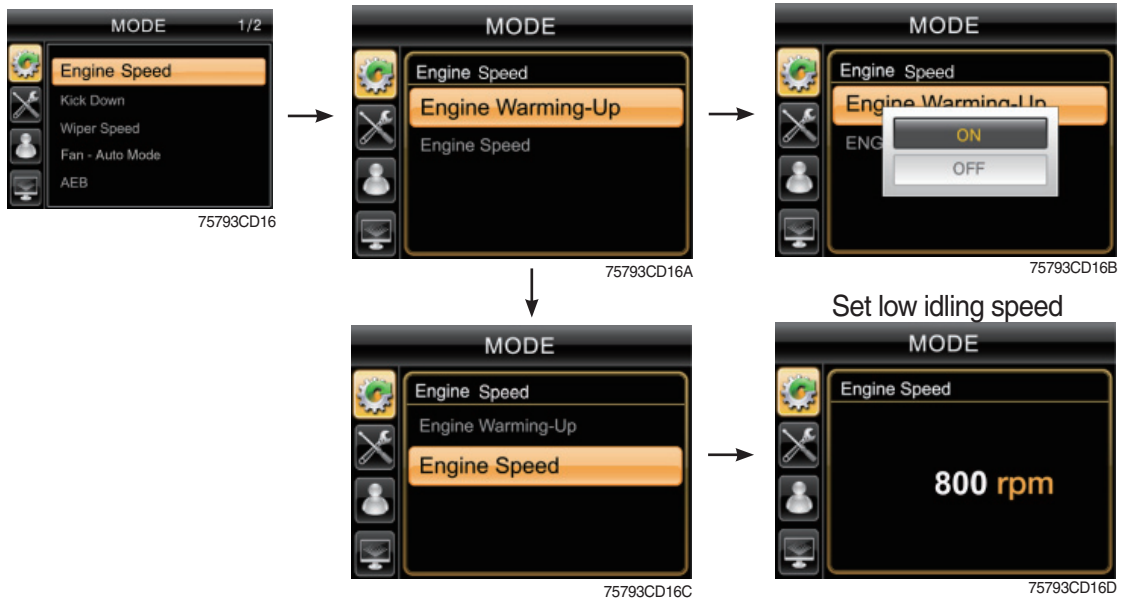 MODE 1/2
Engine Speed
Kick Down
Wiper Speed
Fan - Auto Mode
AEB
75793CD16
MODE
Engine Speed
Engine Warming-Up
Engine Speed
75793CD16A
MODE
Engine Speed
Engine Warming-Up
ENG
ON
OFF
75793CD16B
MODE
Engine Speed
Engine Warming-Up
Engine Speed
75793CD16C
Set low idling speed
MODE
Engine Speed
800 rpm
75793CD16D